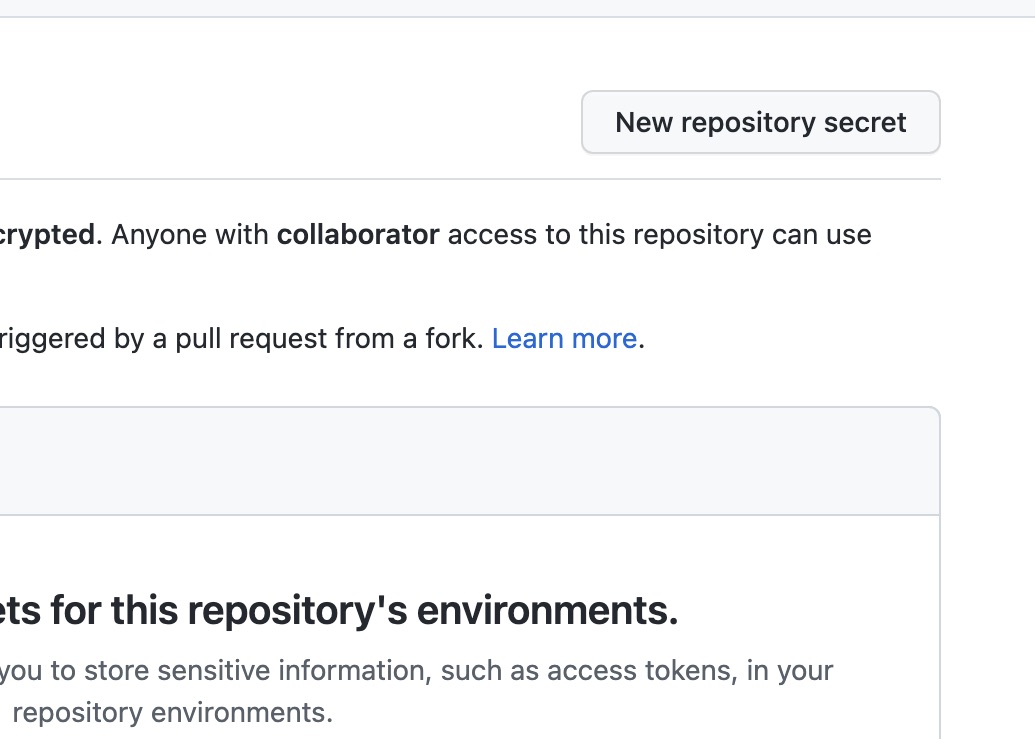 New repository secret
crypted. Anyone with collaborator access to this repository can use
riggered by a pull request from a fork. Learn more.
ets for this repository's environments.
you to store sensitive information, such as access tokens, in your
repository environments.